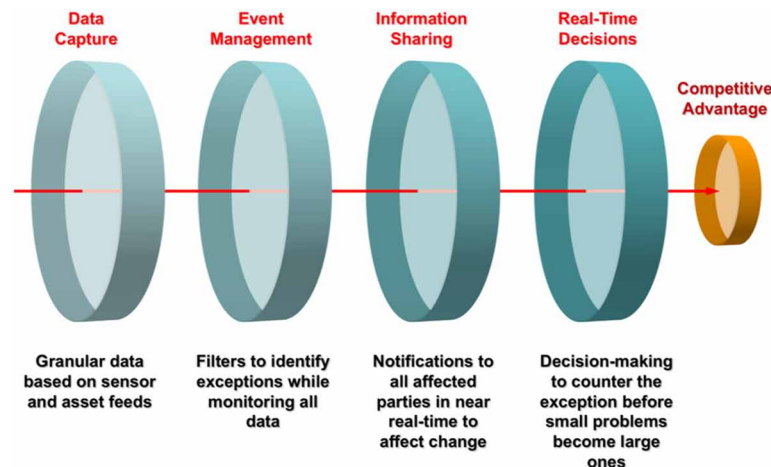 Data
Capture
Event
Management
Information
Sharing
Real-Time
Decisions
Competitive
Advantage
Granular data
based on sensor
and asset feeds
Filters to identify
exceptions while
monitoring all
data
Notifications to
all affected
parties in near
real-time to
affect change
Decision-making
to counter the
exception before
small problems
become large
ones